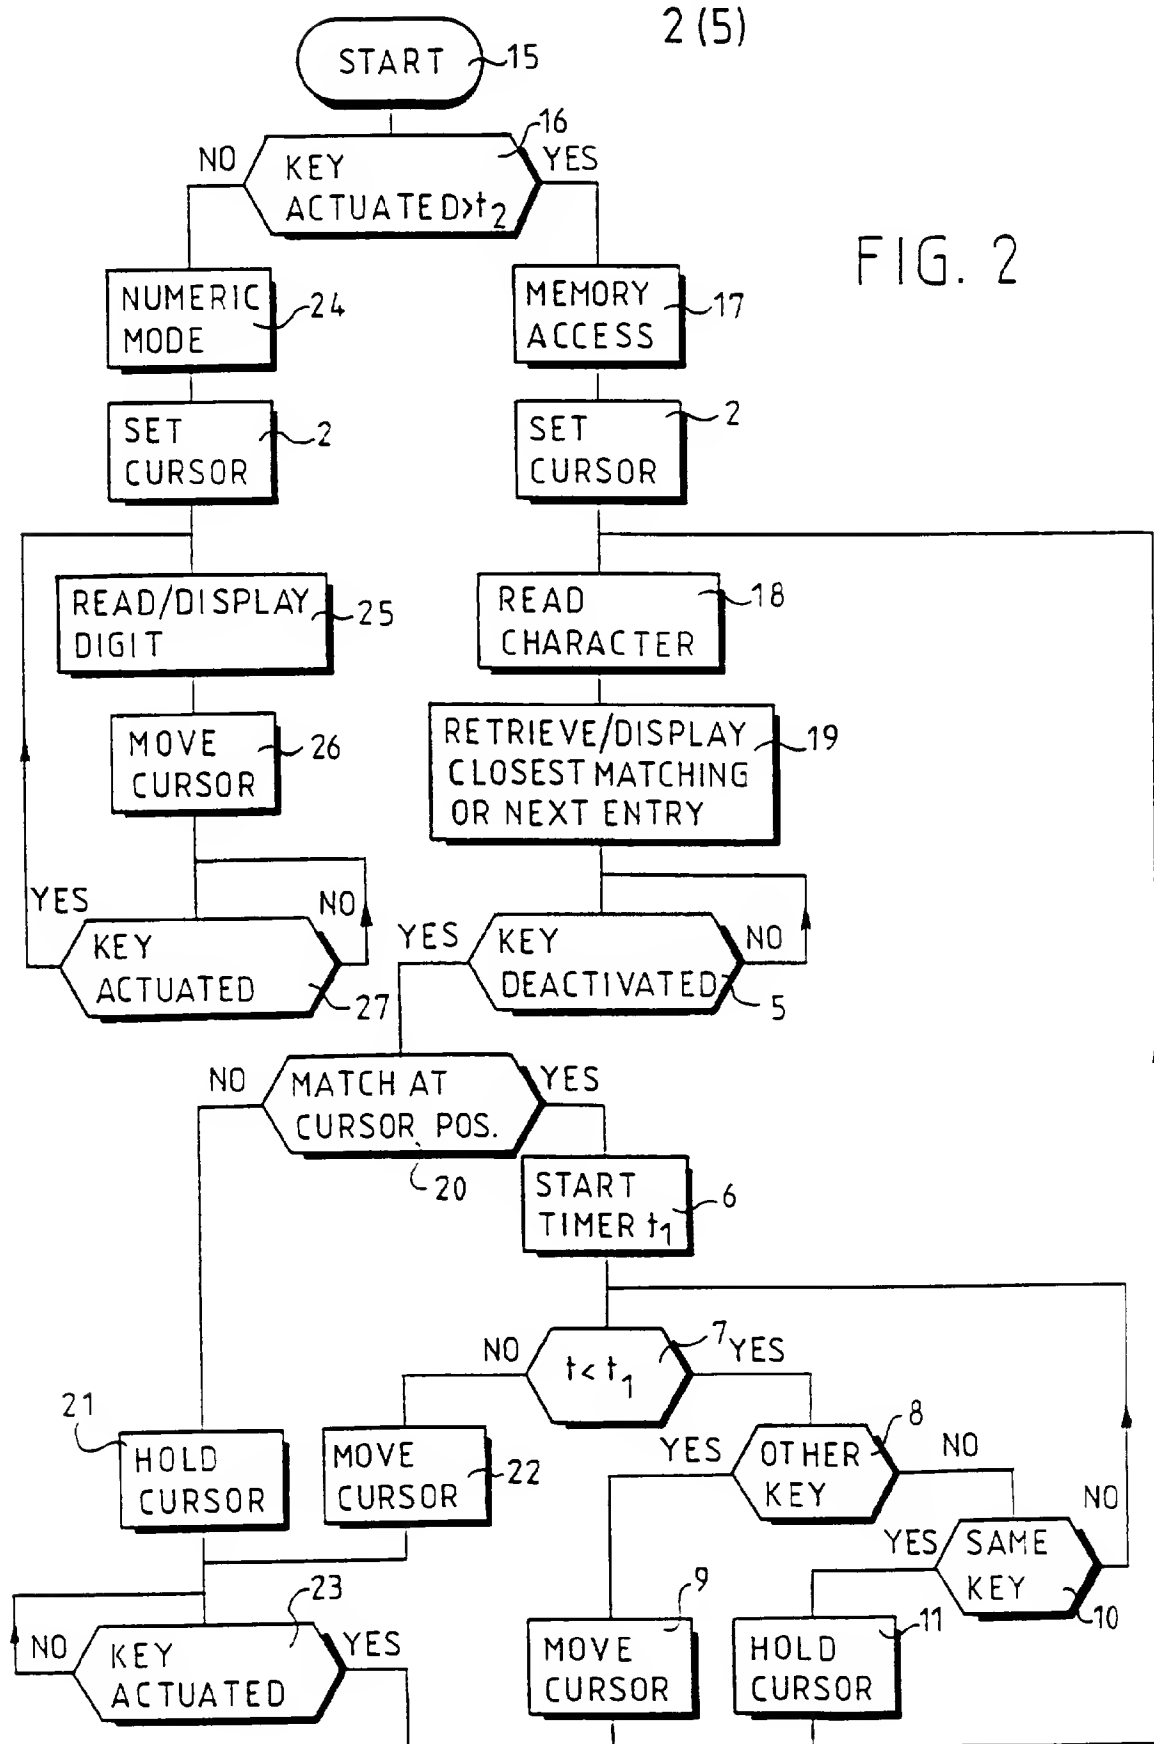 2(5)
START
15
16
NO
YES
KEY
ACTUATED>t2
FIG. 2
NUMERIC
MODE
24
MEMORY
ACCESS
17
SET
CURSOR
2
SET
CURSOR
2
READ/DISPLAY
DIGIT
25
READ
CHARACTER
18
MOVE
CURSOR
26
RETRIEVE/DISPLAY
CLOSEST MATCHING
OR NEXT ENTRY
19
YES
NO
KEY
ACTUATED
27
YES
NO
KEY
DEACTIVATED
5
NO
YES
MATCH AT
CURSOR POS.
20
START
TIMER t1
6
NO
t< t1
7
YES
21
HOLD
CURSOR
MOVE
CURSOR
22
YES
OTHER
KEY
8
NO
NO
YES
SAME
KEY
10
23
NO
KEY
ACTUATED
YES
9
MOVE
CURSOR
11
HOLD
CURSOR